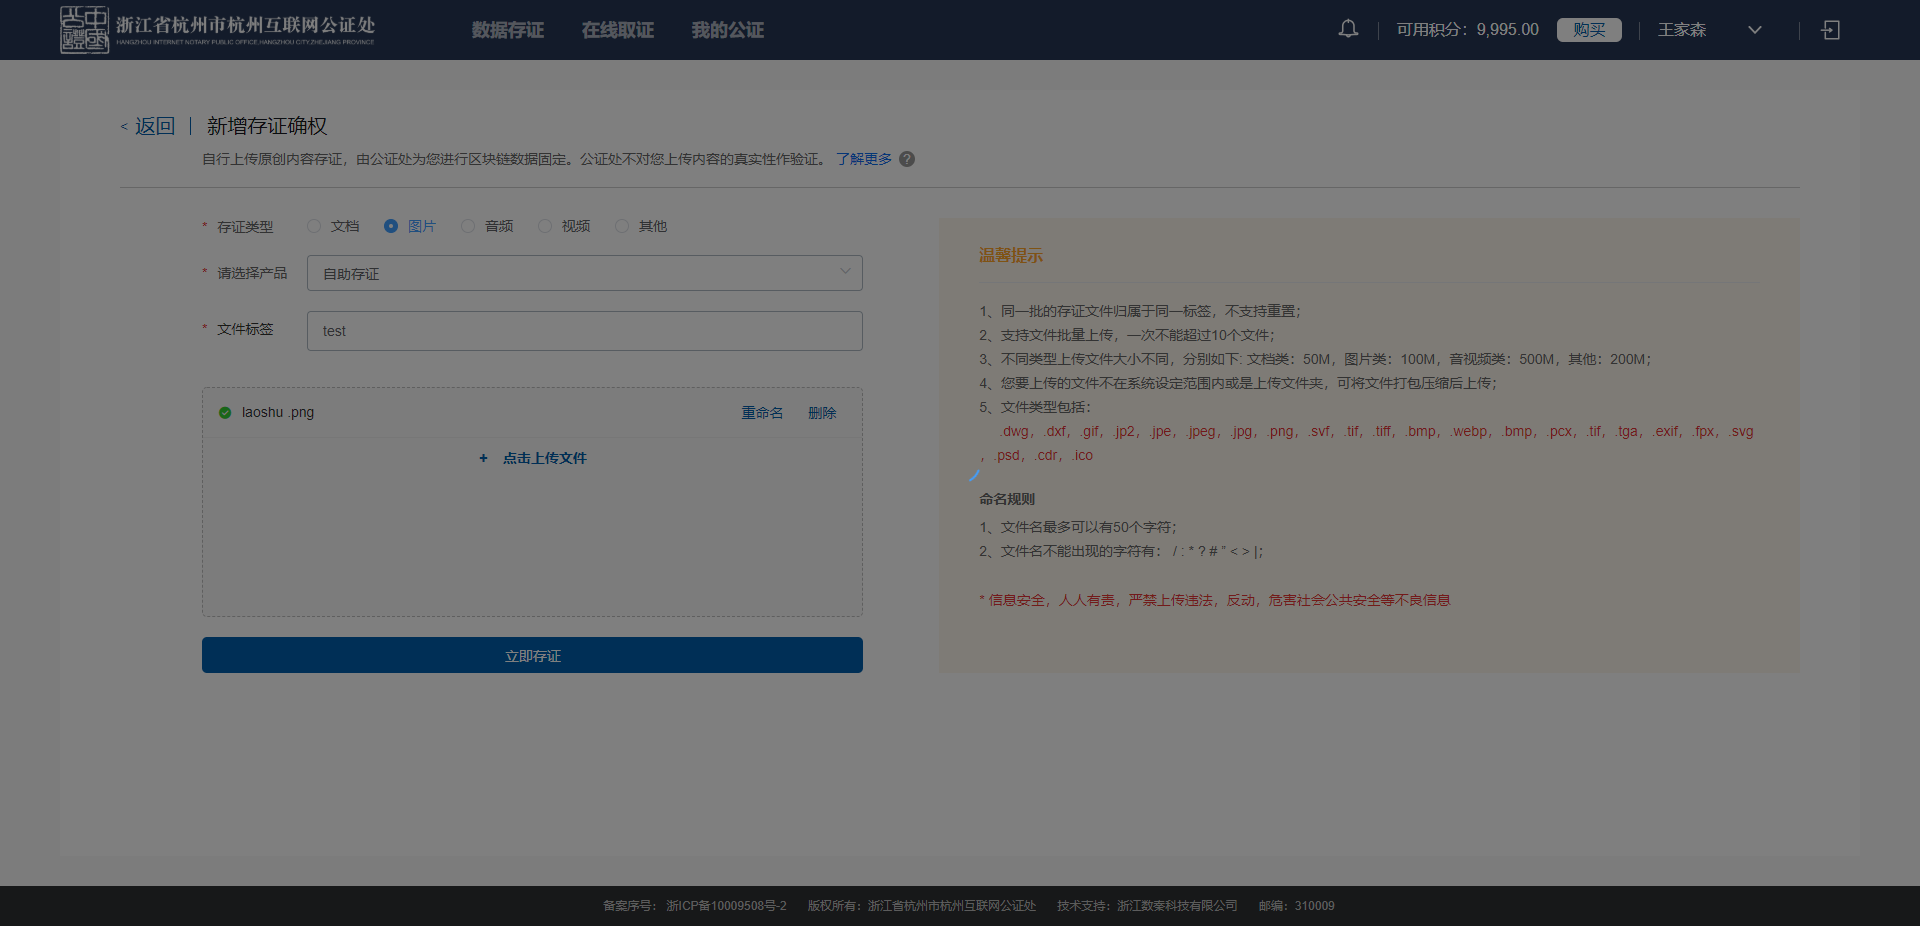 浙江省杭州市杭州互联网公证处
HANGZHOU INTERNET NOTARY PUBLIC OFFICE,HANGZHOU CITY,ZHEJIANG PROVINCE
数据存证 在线取证 我的公证
可用积分：9,995.00 购买 王家森
< 返回 新增存证确权
自行上传原创内容存证，由公证处为您进行区块链数据固定。公证处不对您上传内容的真实性作验证。 了解更多 ?
* 存证类型 文档 图片 音频 视频 其他
* 请选择产品 自助存证
* 文件标签 test
laoshu .png 重命名 删除
+ 点击上传文件
立即存证
温馨提示
1、同一批的存证文件归属于同一标签，不支持重置；
2、支持文件批量上传，一次不能超过10个文件；
3、不同类型上传文件大小不同，分别如下: 文档类：50M，图片类：100M，音视频类：500M，其他：200M；
4、您要上传的文件不在系统设定范围内或是上传文件夹，可将文件打包压缩后上传；
5、文件类型包括：
.dwg，.dxf，.gif，.jp2，.jpe，.jpeg，.jpg，.png，.svf，.tif，.tiff，.bmp，.webp，.bmp，.pcx，.tif，.tga，.exif，.fpx，.svg
，.psd，.cdr，.ico
命名规则
1、文件名最多可以有50个字符；
2、文件名不能出现的字符有： / : * ? # " < > |；
* 信息安全，人人有责，严禁上传违法，反动，危害社会公共安全等不良信息
备案序号： 浙ICP备10009508号-2 版权所有：浙江省杭州市杭州互联网公证处 技术支持：浙江数秦科技有限公司 邮编：310009